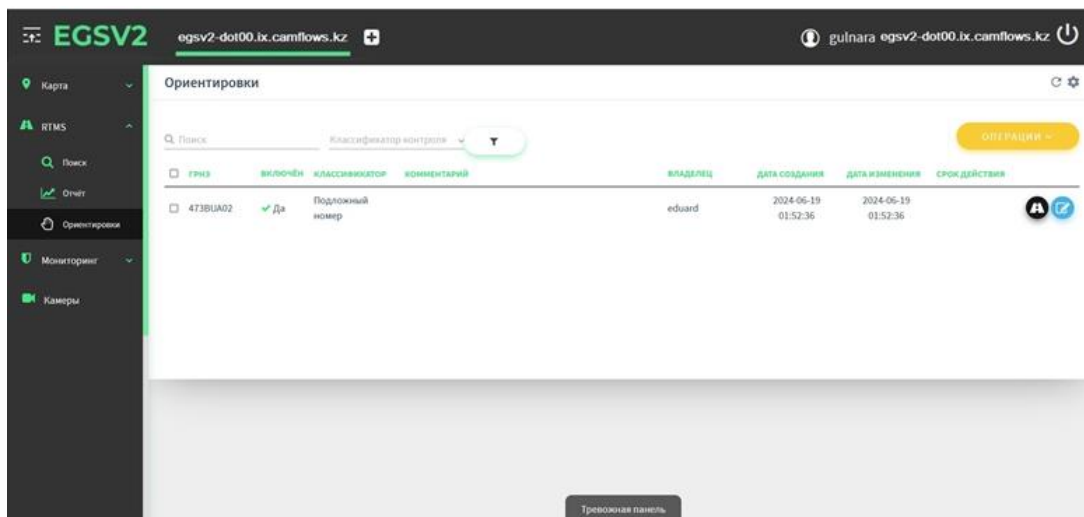 EGSV2
egsv2-dot00.ix.camflows.kz
gulnara egsv2-dot00.ix.camflows.kz
Карта
RTMS
Поиск
Отчёт
Ориентировки
Мониторинг
Камеры
Ориентировки
Поиск
Классификатор контроля
ОПЕРАЦИИ
ГРНЗ ВКЛЮЧЁН КЛАССИФИКАТОР КОММЕНТАРИЙ ВЛАДЕЛЕЦ ДАТА СОЗДАНИЯ ДАТА ИЗМЕНЕНИЯ СРОК ДЕЙСТВИЯ
473BUA02 Да Подложный номер eduard 2024-06-19 01:52:36 2024-06-19 01:52:36
Тревожная панель